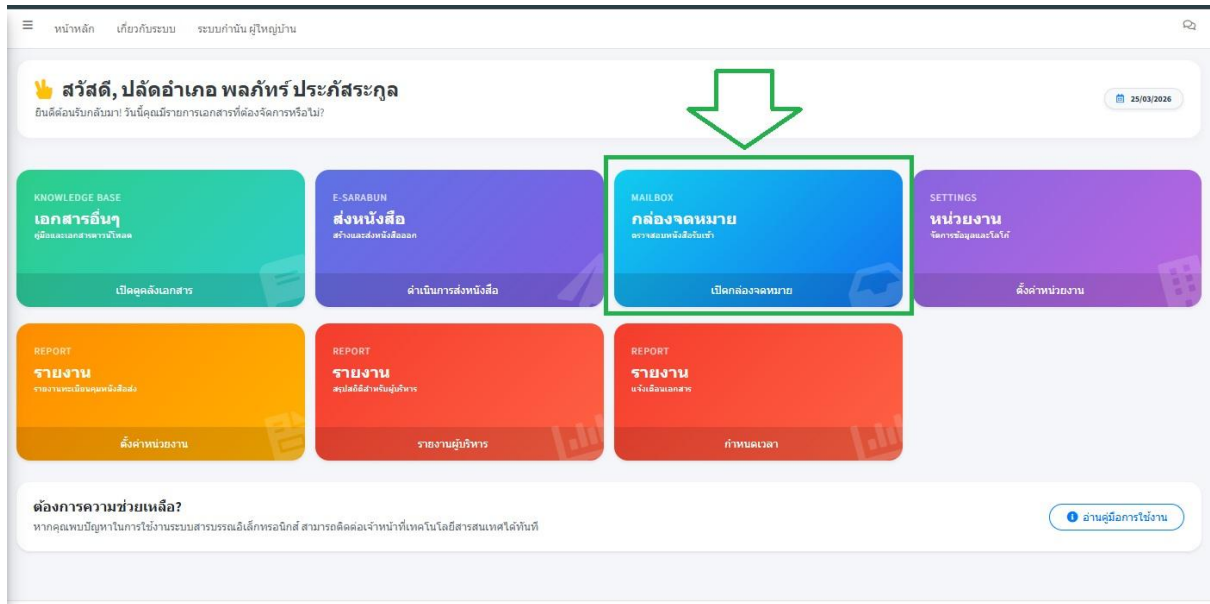 หน้าหลัก เกี่ยวกับระบบ ระบบกำนัน ผู้ใหญ่บ้าน
สวัสดี, ปลัดอำเภอ พลภัทร์ ประภัสระกูล
ยินดีต้อนรับกลับมา! วันนี้คุณมีรายการเอกสารที่ต้องจัดการหรือไม่?
25/03/2026
KNOWLEDGE BASE
เอกสารอื่นๆ
คู่มือและเอกสารดาวน์โหลด
เปิดดูคลังเอกสาร
E-SARABUN
ส่งหนังสือ
สร้างและส่งหนังสือออก
ดำเนินการส่งหนังสือ
MAILBOX
กล่องจดหมาย
ตรวจสอบหนังสือรับเข้า
เปิดกล่องจดหมาย
SETTINGS
หน่วยงาน
จัดการข้อมูลและโลโก้
ตั้งค่าหน่วยงาน
REPORT
รายงาน
รายงานทะเบียนคุมหนังสือส่ง
ตั้งค่าหน่วยงาน
REPORT
รายงาน
สรุปสถิติสำหรับผู้บริหาร
รายงานผู้บริหาร
REPORT
รายงาน
แจ้งเตือนเอกสาร
กำหนดเวลา
ต้องการความช่วยเหลือ?
หากคุณพบปัญหาในการใช้งานระบบสารบรรณอิเล็กทรอนิกส์ สามารถติดต่อเจ้าหน้าที่เทคโนโลยีสารสนเทศได้ทันที
อ่านคู่มือการใช้งาน